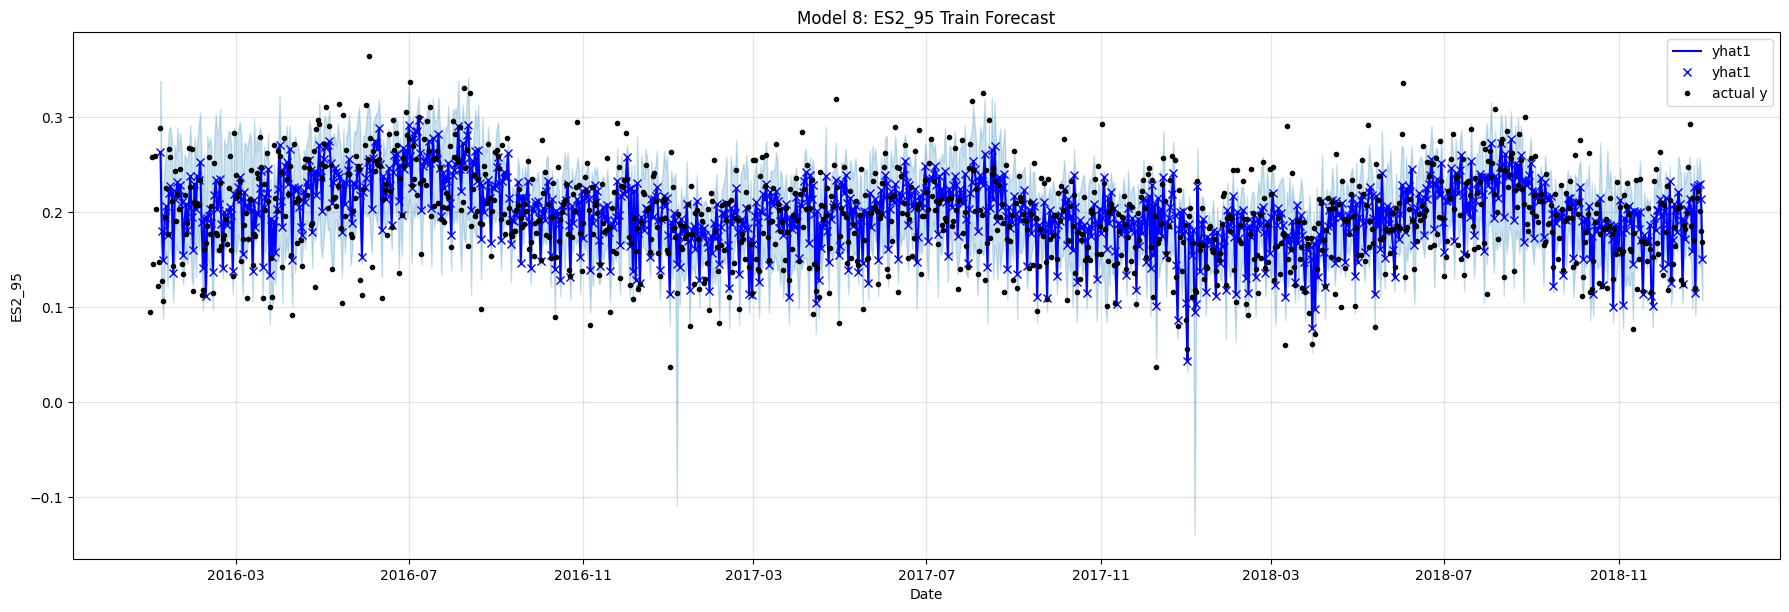 Model 8: ES2_95 Train Forecast
yhat1
yhat1
actual y
ES2_95
0.3
0.2
0.1
0.0
−0.1
2016-03 2016-07 2016-11 2017-03 2017-07 2017-11 2018-03 2018-07 2018-11
Date